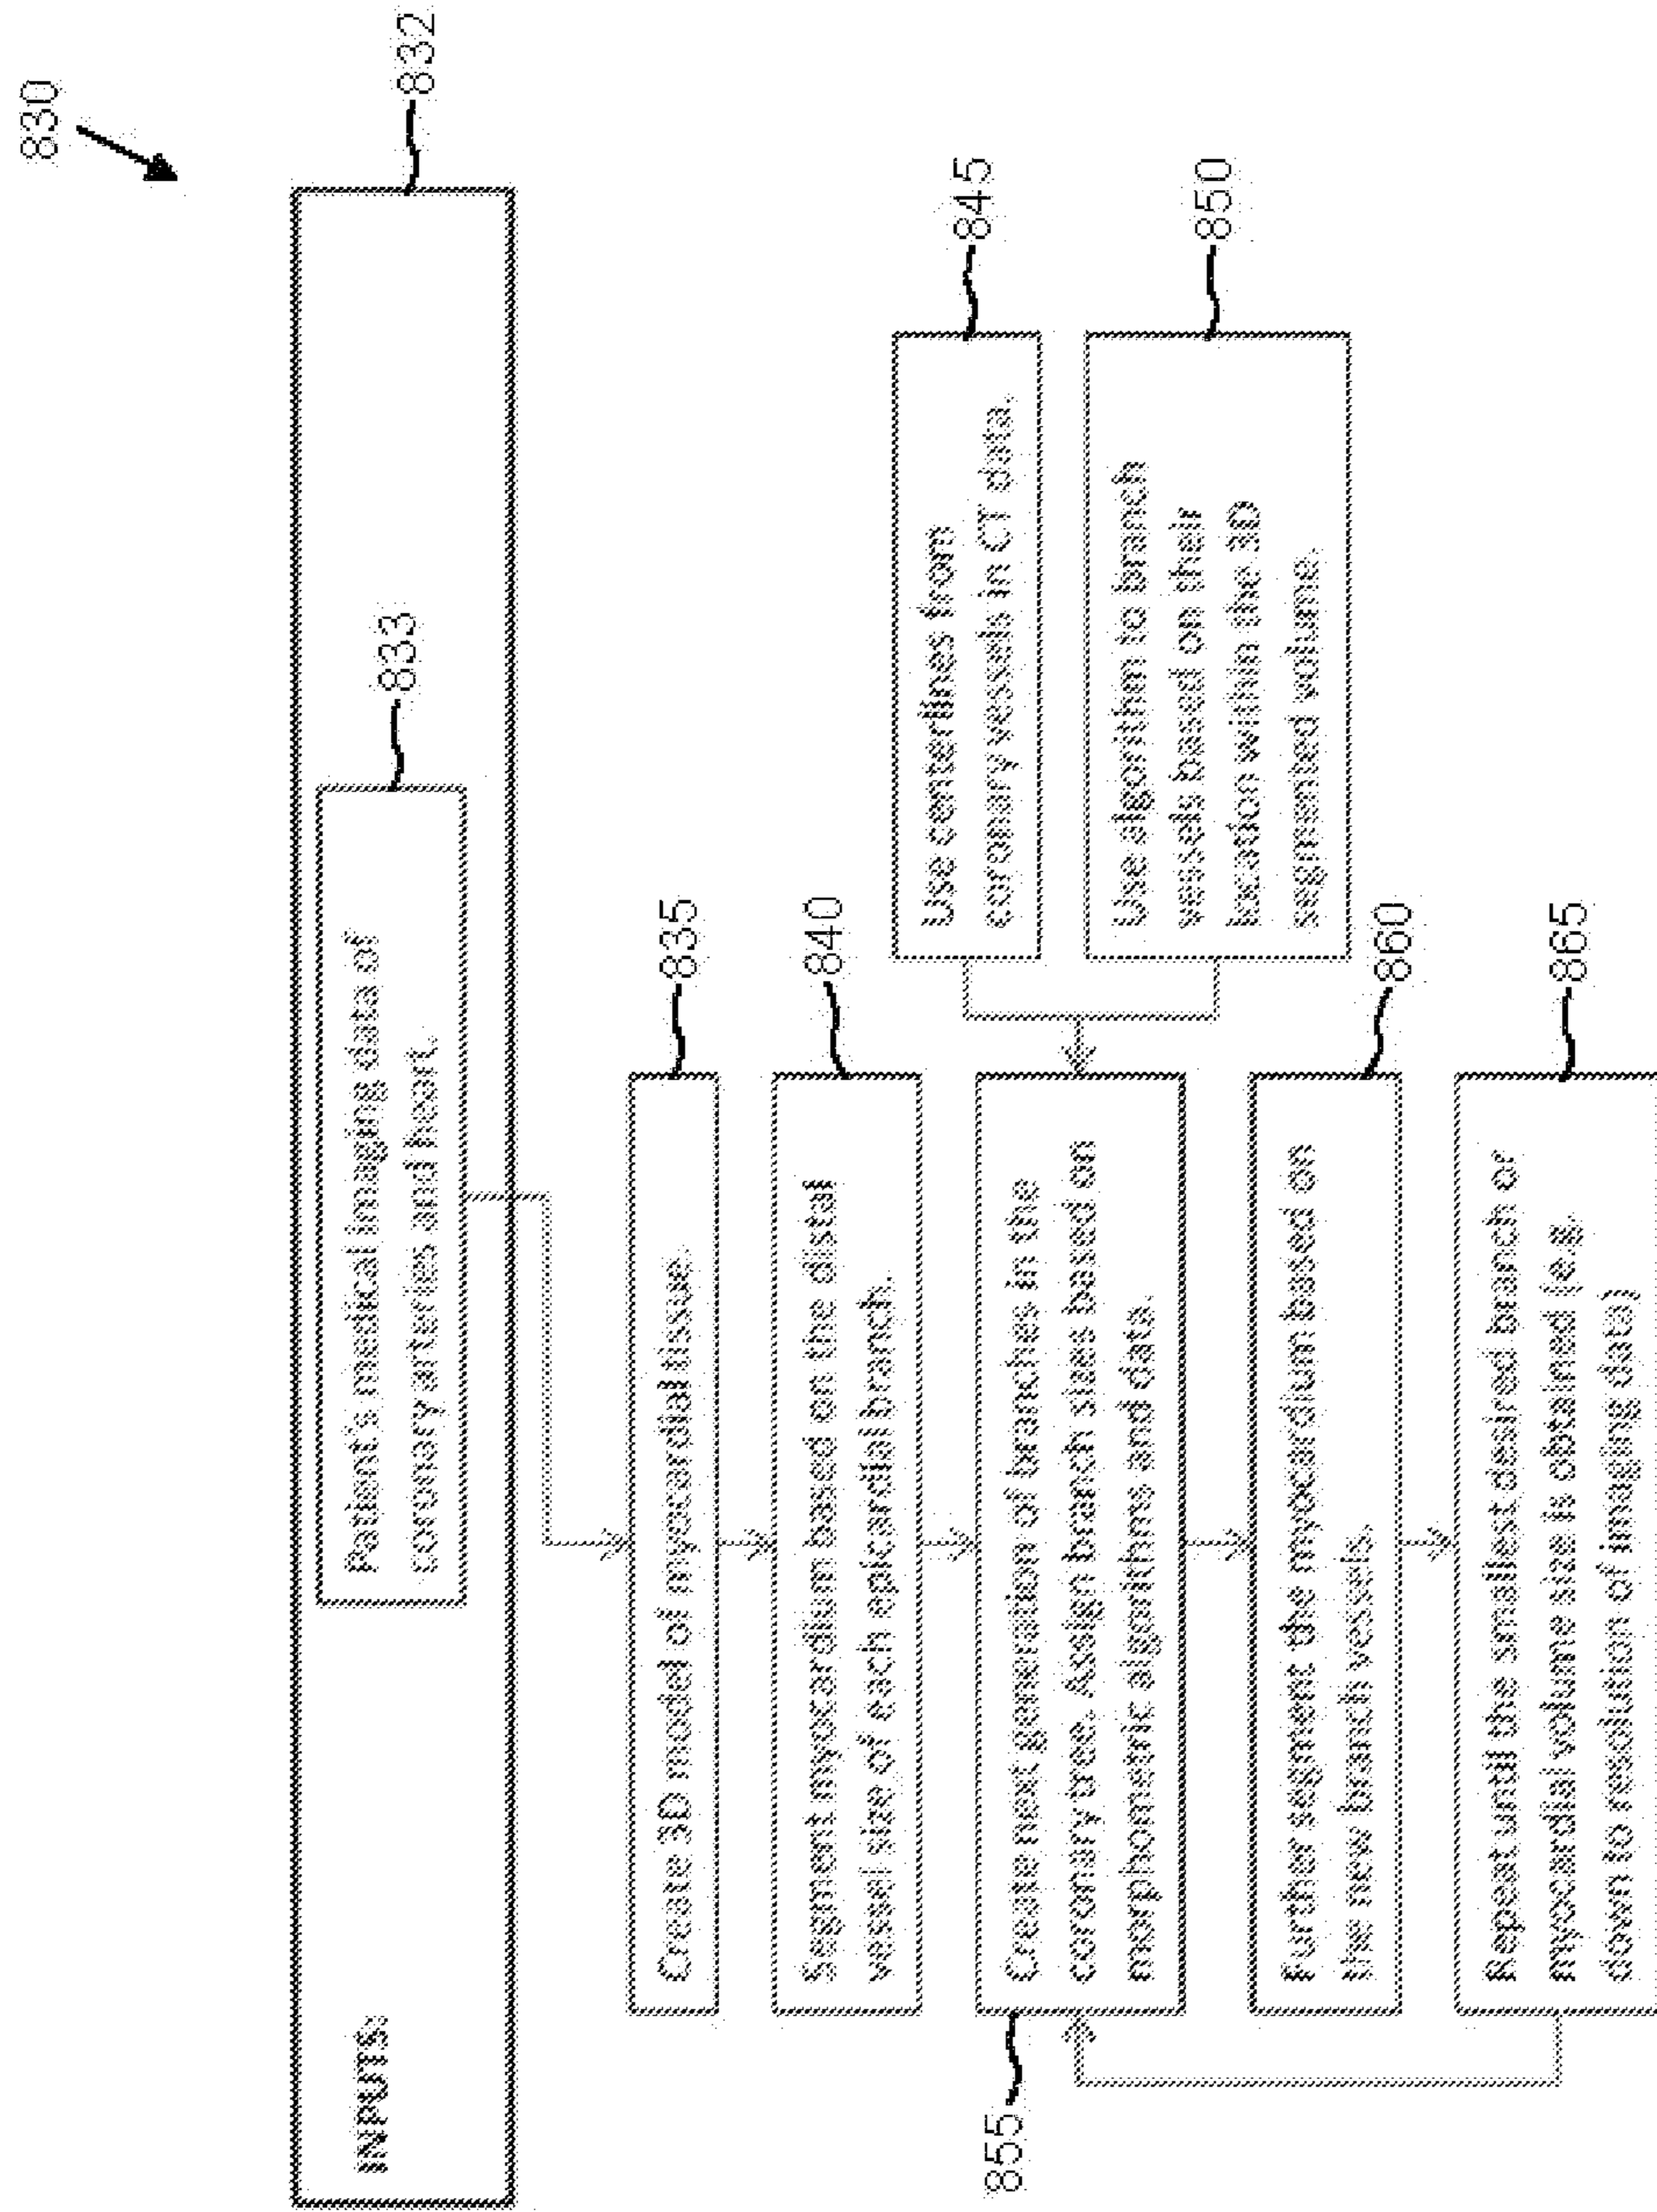 830
832
INPUTS:
833
Patient's medical imaging data of
coronary arteries and heart.
835
Create 3D model of myocardial tissue.
840
Segment myocardium based on the distal
vessel size of each epicardial branch.
845
Use centerlines from
coronary vessels in CT data.
855
Create next generation of branches in the
coronary tree. Assign branch sizes based on
morphometric algorithms and data.
850
Use algorithm to branch
vessels based on their
location within the 3D
segmented volume.
860
Further segment the myocardium based on
the new branch vessels.
865
Repeat until the smallest desired branch or
myocardial volume size is obtained (e.g.
down to resolution of imaging data)